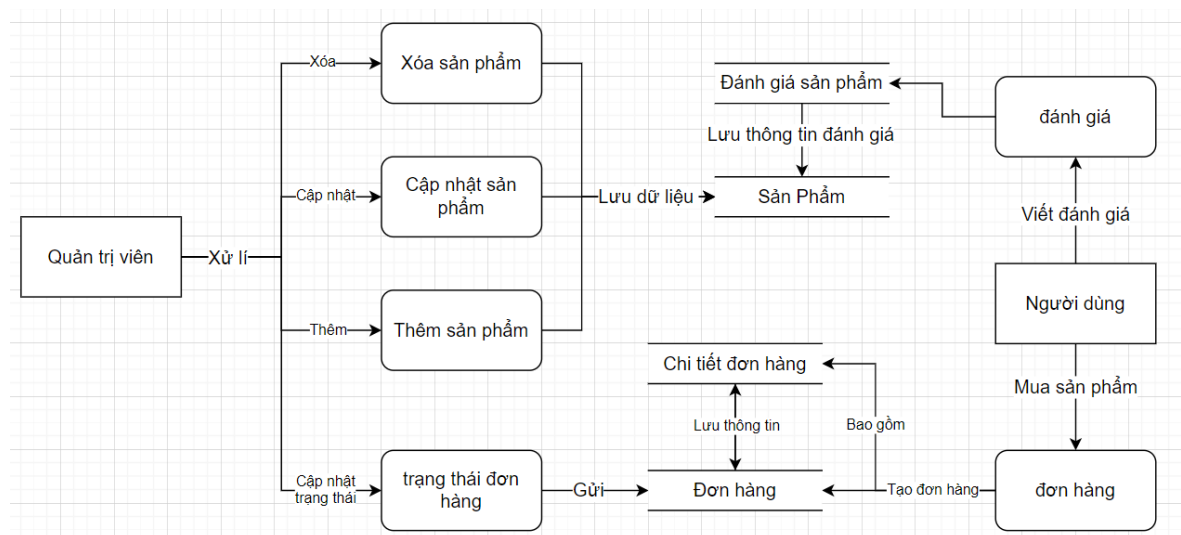 Xóa
Xóa sản phẩm
Đánh giá sản phẩm
đánh giá
Lưu thông tin đánh giá
Cập nhật
Cập nhật sản
phẩm
Lưu dữ liệu
Sản Phẩm
Viết đánh giá
Quản trị viên
Xử lí
Người dùng
Thêm
Thêm sản phẩm
Chi tiết đơn hàng
Mua sản phẩm
Lưu thông tin
Bao gồm
Cập nhật
trạng thái
trạng thái đơn
hàng
Gửi
Đơn hàng
Tạo đơn hàng
đơn hàng